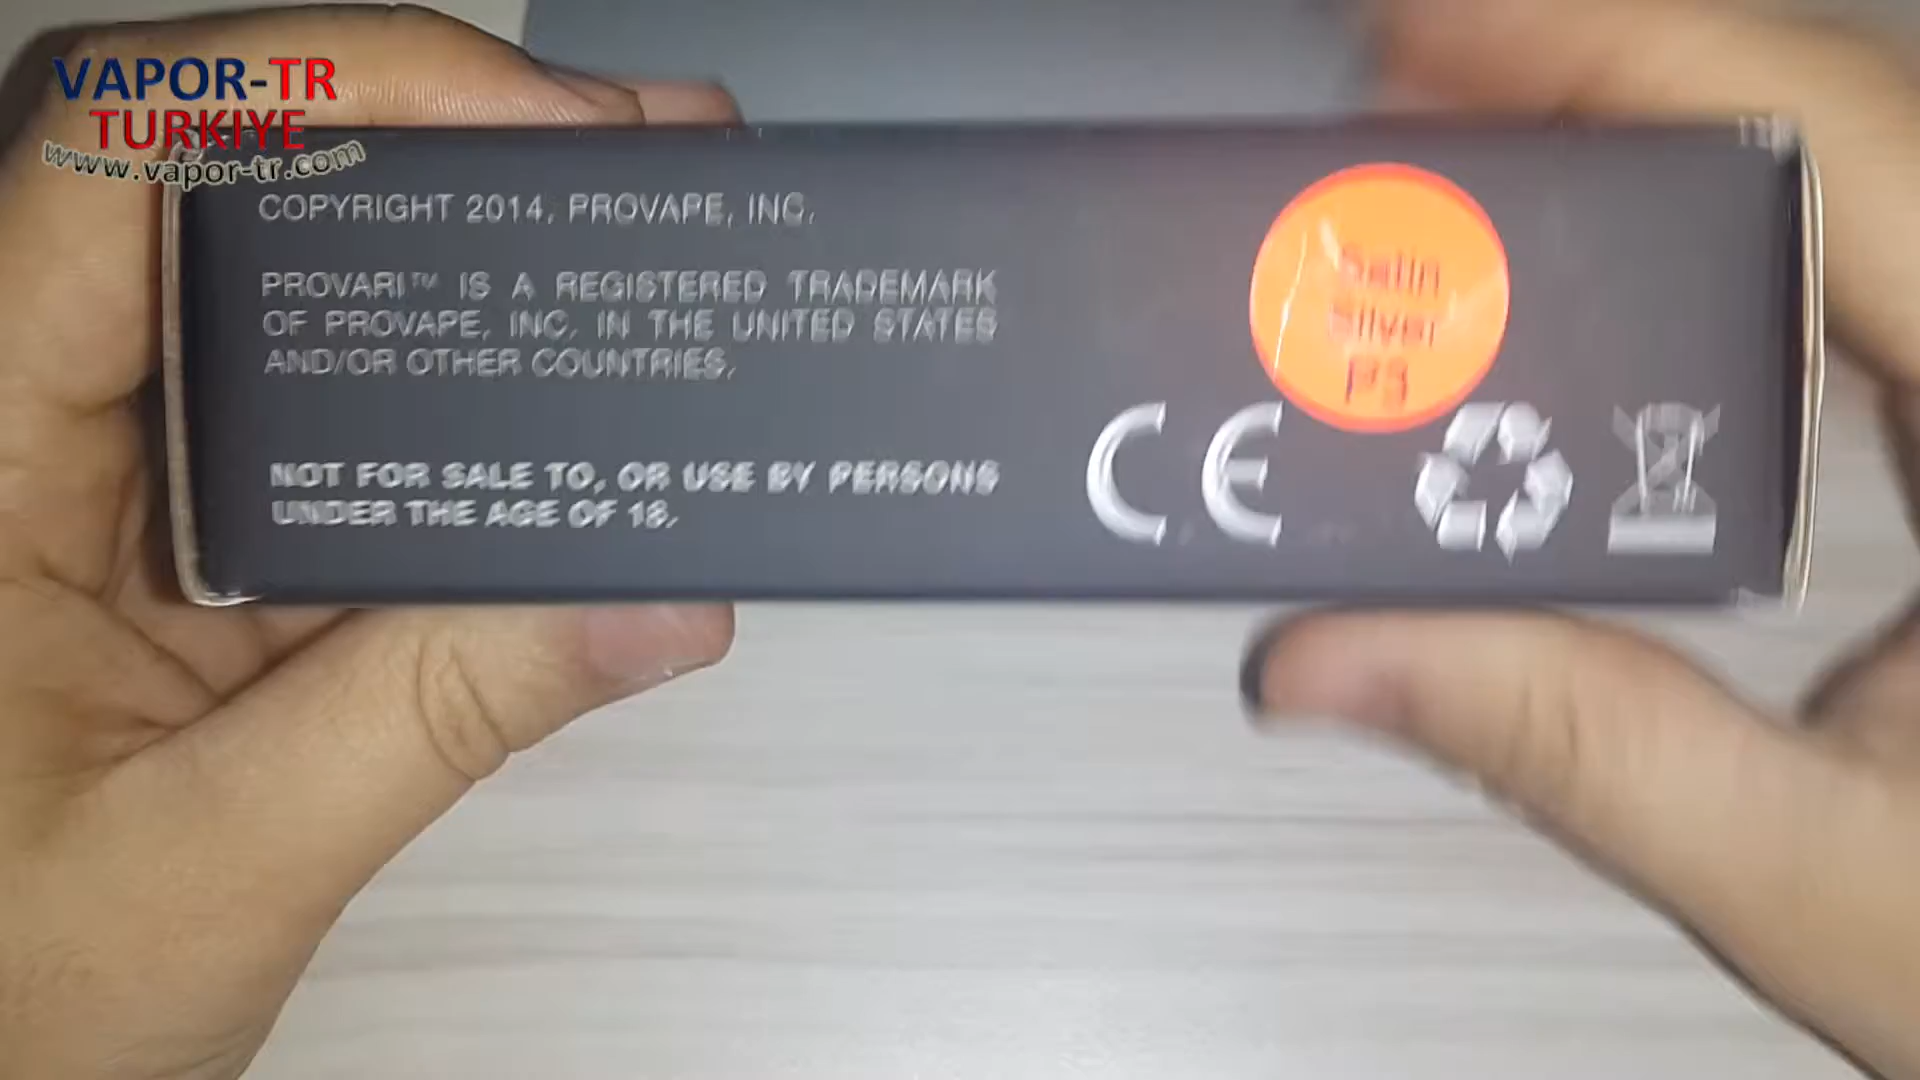 VAPOR-TR
TURKIYE
www.vapor-tr.com
COPYRIGHT 2014, PROVAPE, INC.
PROVARI™ IS A REGISTERED TRADEMARK
OF PROVAPE, INC. IN THE UNITED STATES
AND/OR OTHER COUNTRIES.
NOT FOR SALE TO, OR USE BY PERSONS
UNDER THE AGE OF 18.
Satin
Silver
P3
CE